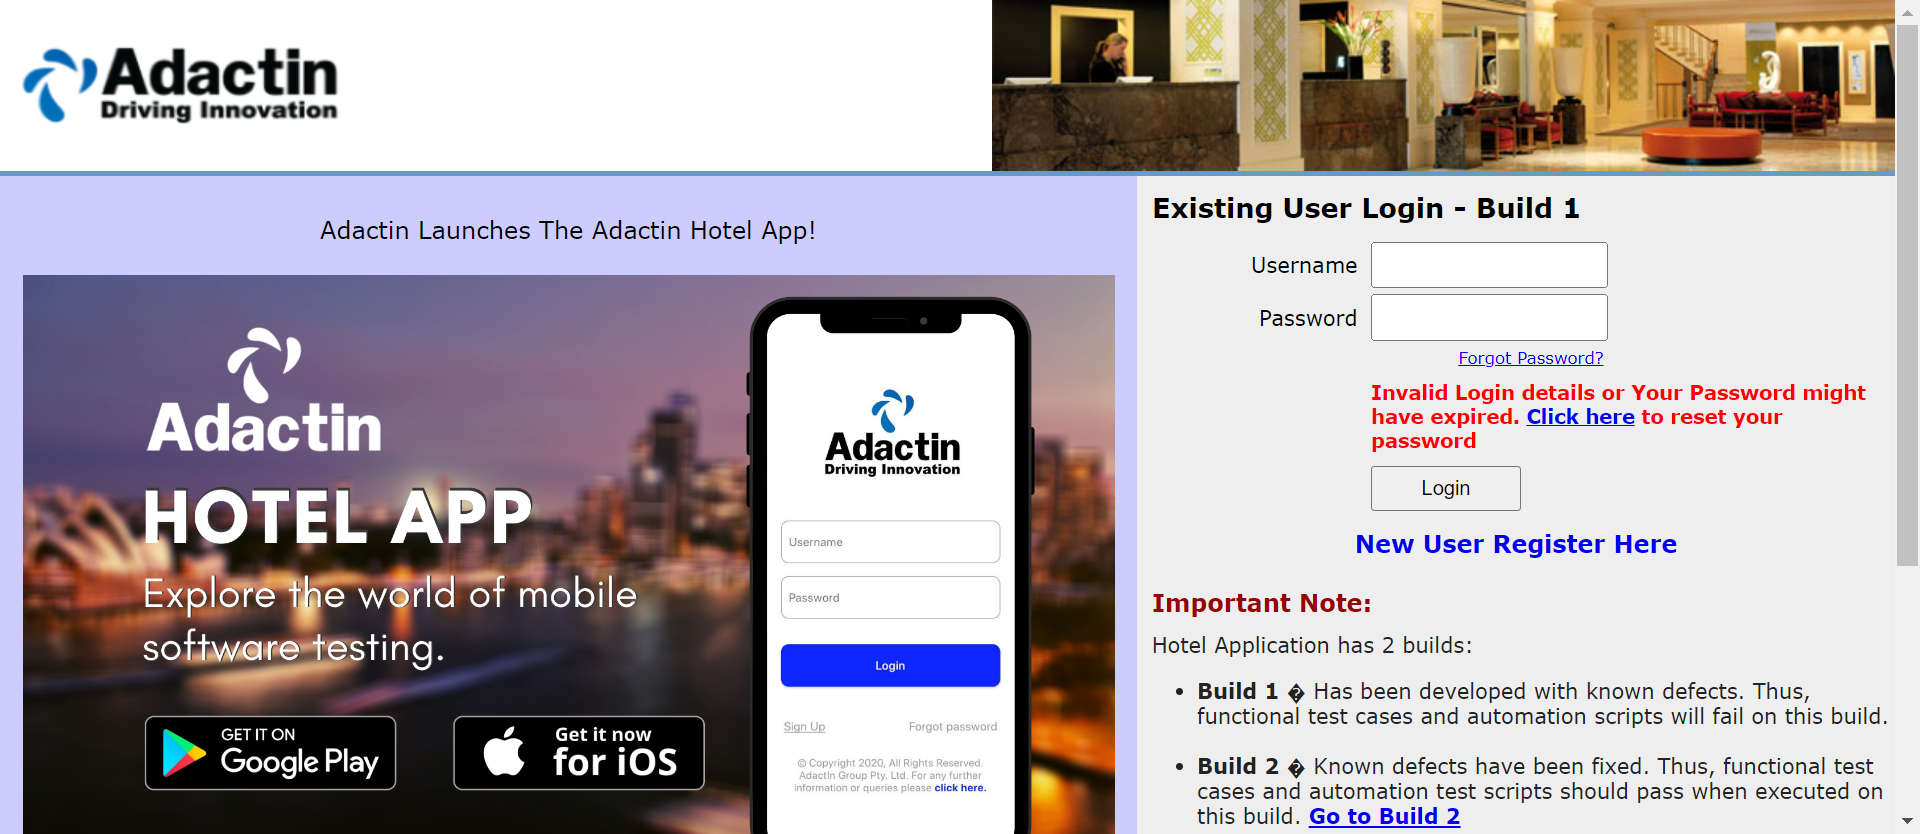 Adactin
Driving Innovation
Adactin Launches The Adactin Hotel App!
Adactin
HOTEL APP
Explore the world of mobile
software testing.
GET IT ON
Google Play
Get it now
for iOS
Adactin
Driving Innovation
Username
Password
Login
Sign Up Forgot password
© Copyright 2020, All Rights Reserved.
AdactIn Group Pty. Ltd. For any further
information or queries please click here.
Existing User Login - Build 1
Username
Password
Forgot Password?
Invalid Login details or Your Password might
have expired. Click here to reset your
password
Login
New User Register Here
Important Note:
Hotel Application has 2 builds:
• Build 1 � Has been developed with known defects. Thus,
functional test cases and automation scripts will fail on this build.
• Build 2 � Known defects have been fixed. Thus, functional test
cases and automation test scripts should pass when executed on
this build. Go to Build 2